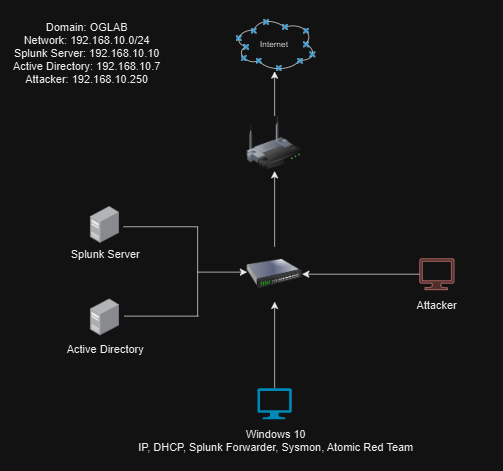 Domain: OGLAB
Network: 192.168.10.0/24
Splunk Server: 192.168.10.10
Active Directory: 192.168.10.7
Attacker: 192.168.10.250
Internet
Splunk Server
Attacker
Active Directory
Windows 10
IP, DHCP, Splunk Forwarder, Sysmon, Atomic Red Team